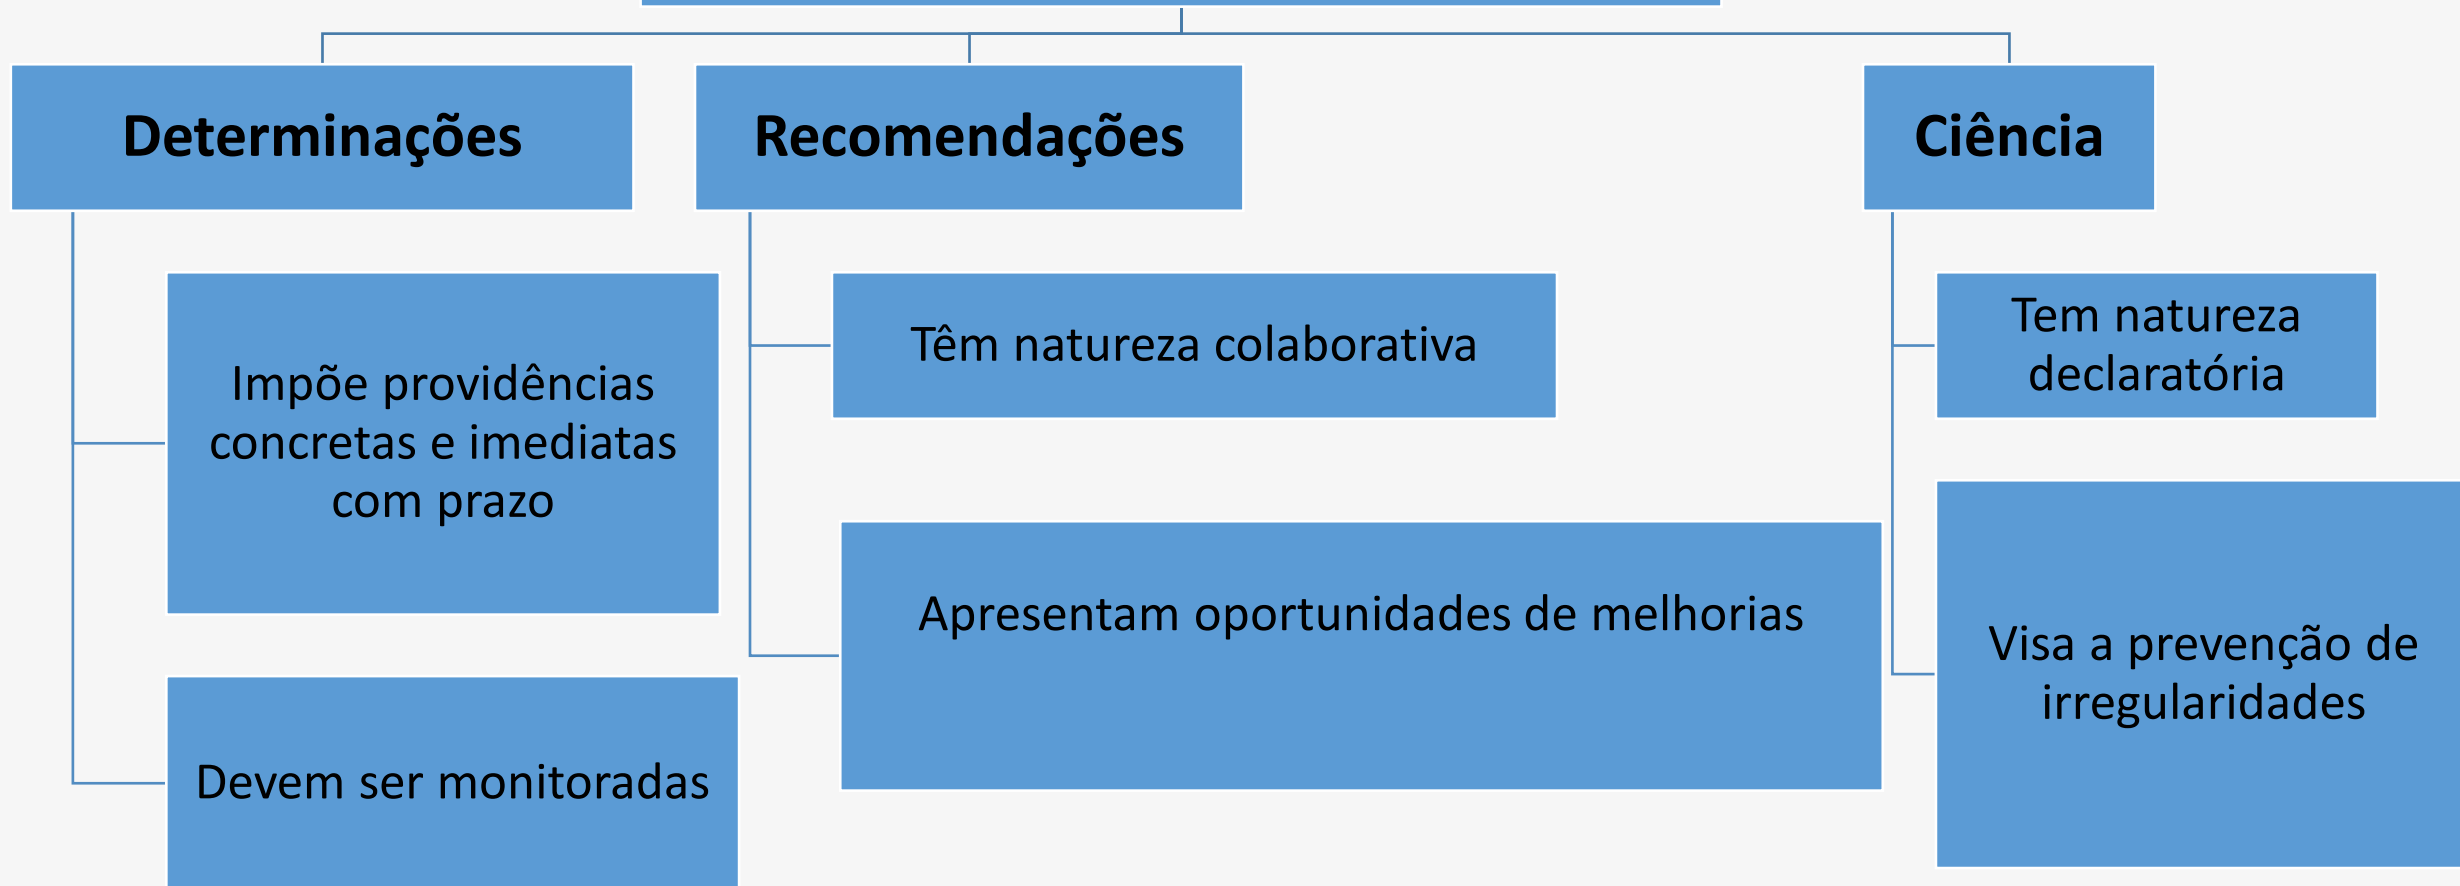 Determinações
Impõe providências
concretas e imediatas
com prazo
Devem ser monitoradas
Recomendações
Têm natureza colaborativa
Apresentam oportunidades de melhorias
Ciência
Tem natureza
declaratória
Visa a prevenção de
irregularidades